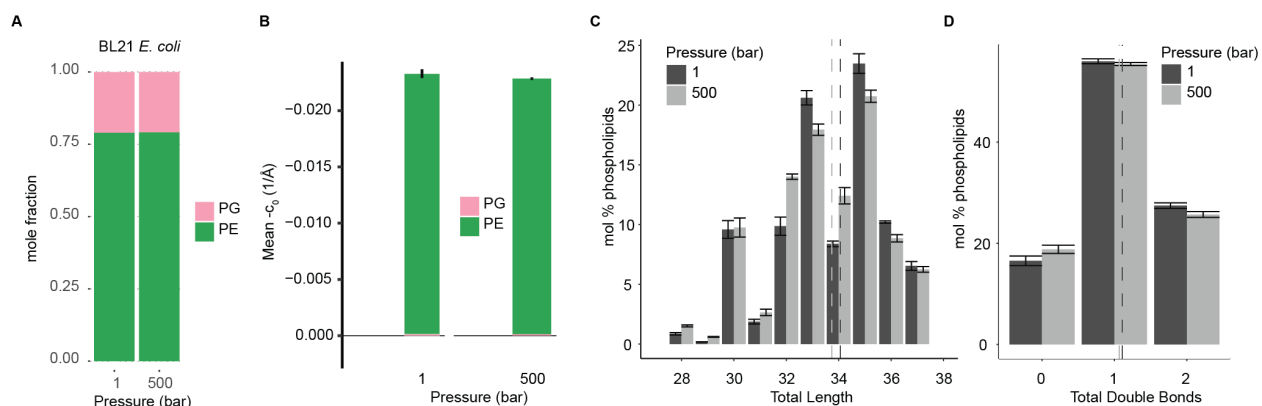 A
BL21 E. coli
mole fraction
1.00
0.75
0.50
0.25
0.00
1
500
Pressure (bar)
PG
PE
B
Mean -c₀ (1/Å)
−0.020
−0.015
−0.010
−0.005
0.000
1
500
Pressure (bar)
PG
PE
C
mol % phospholipids
25
20
15
10
5
0
Pressure (bar)
1
500
28
30
32
34
36
38
Total Length
D
mol % phospholipids
40
20
0
Pressure (bar)
1
500
0
1
2
Total Double Bonds